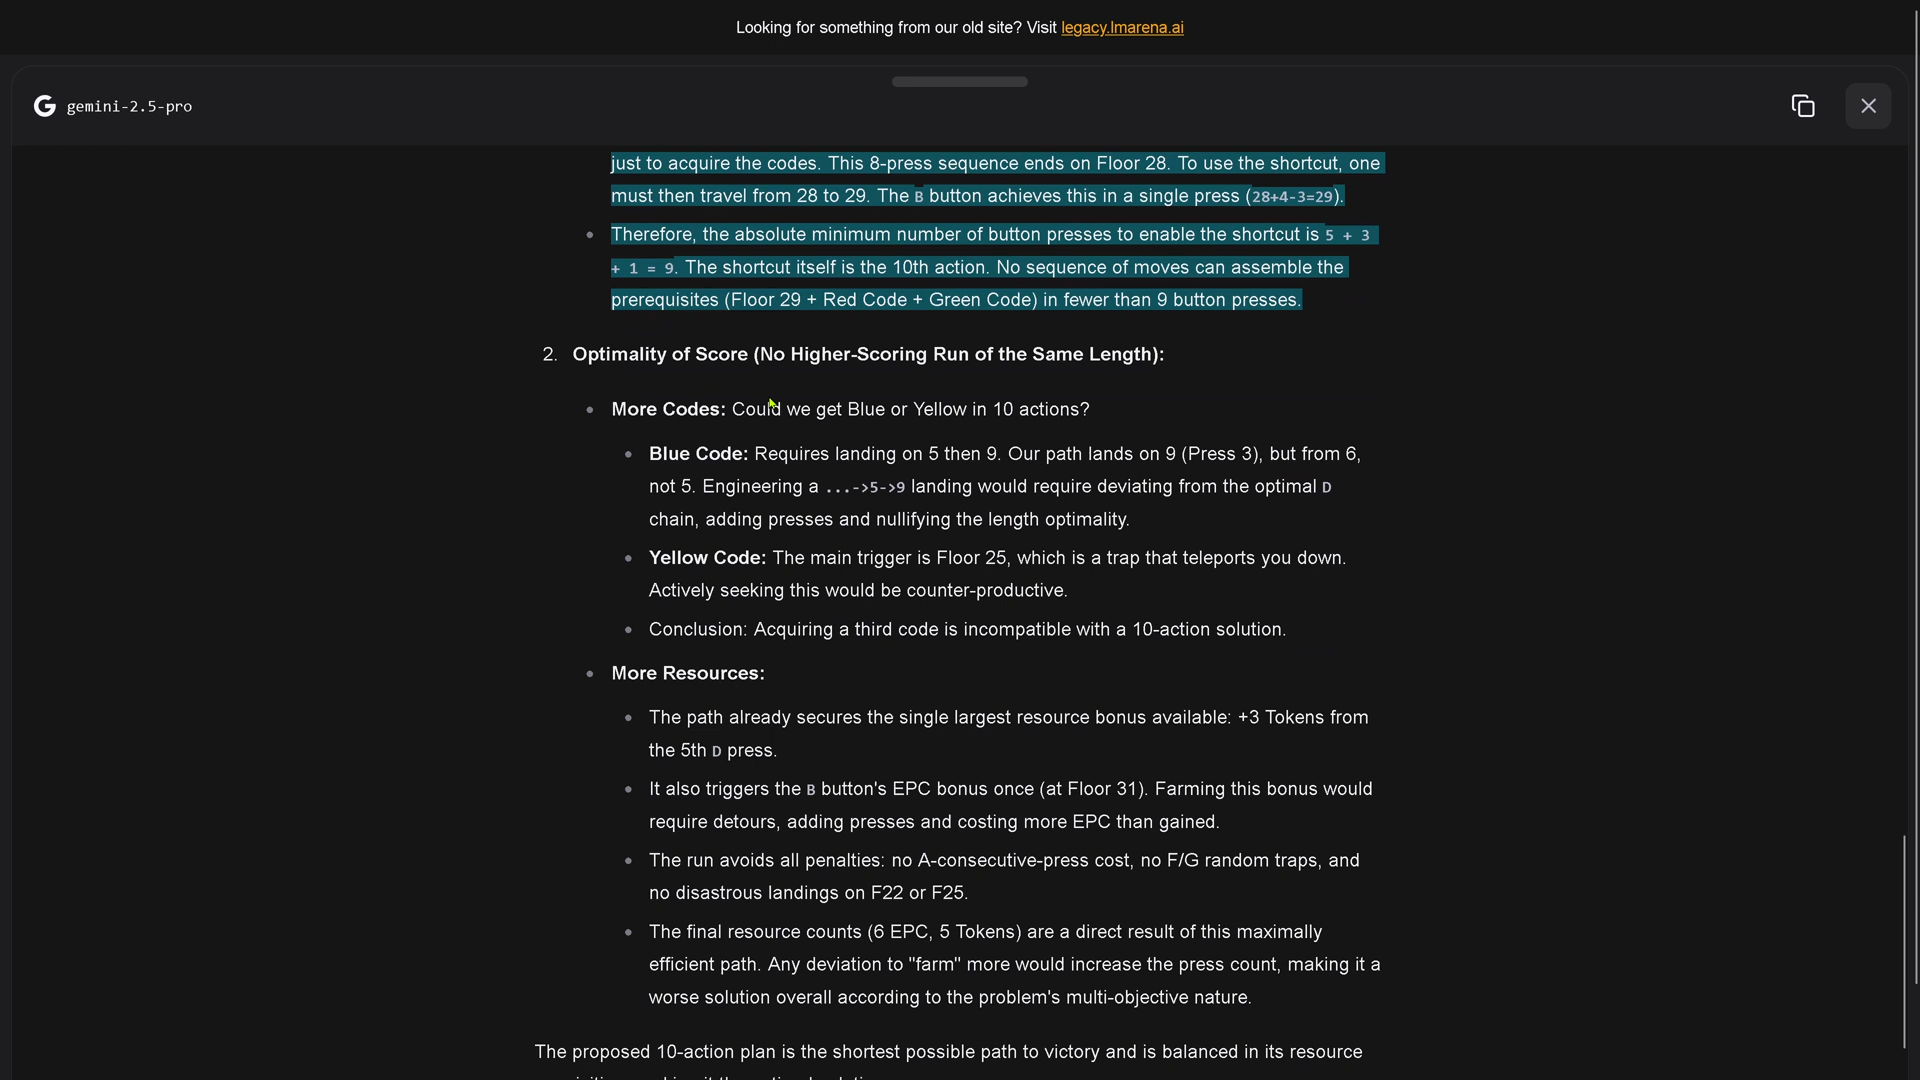 Looking for something from our old site? Visit legacy.lmarena.ai
gemini-2.5-pro
just to acquire the codes. This 8-press sequence ends on Floor 28. To use the shortcut, one
must then travel from 28 to 29. The B button achieves this in a single press (28+4-3=29).
Therefore, the absolute minimum number of button presses to enable the shortcut is 5 + 3
+ 1 = 9. The shortcut itself is the 10th action. No sequence of moves can assemble the
prerequisites (Floor 29 + Red Code + Green Code) in fewer than 9 button presses.
2. Optimality of Score (No Higher-Scoring Run of the Same Length):
More Codes: Could we get Blue or Yellow in 10 actions?
Blue Code: Requires landing on 5 then 9. Our path lands on 9 (Press 3), but from 6,
not 5. Engineering a ...->5->9 landing would require deviating from the optimal D
chain, adding presses and nullifying the length optimality.
Yellow Code: The main trigger is Floor 25, which is a trap that teleports you down.
Actively seeking this would be counter-productive.
Conclusion: Acquiring a third code is incompatible with a 10-action solution.
More Resources:
The path already secures the single largest resource bonus available: +3 Tokens from
the 5th D press.
It also triggers the B button's EPC bonus once (at Floor 31). Farming this bonus would
require detours, adding presses and costing more EPC than gained.
The run avoids all penalties: no A-consecutive-press cost, no F/G random traps, and
no disastrous landings on F22 or F25.
The final resource counts (6 EPC, 5 Tokens) are a direct result of this maximally
efficient path. Any deviation to "farm" more would increase the press count, making it a
worse solution overall according to the problem's multi-objective nature.
The proposed 10-action plan is the shortest possible path to victory and is balanced in its resource